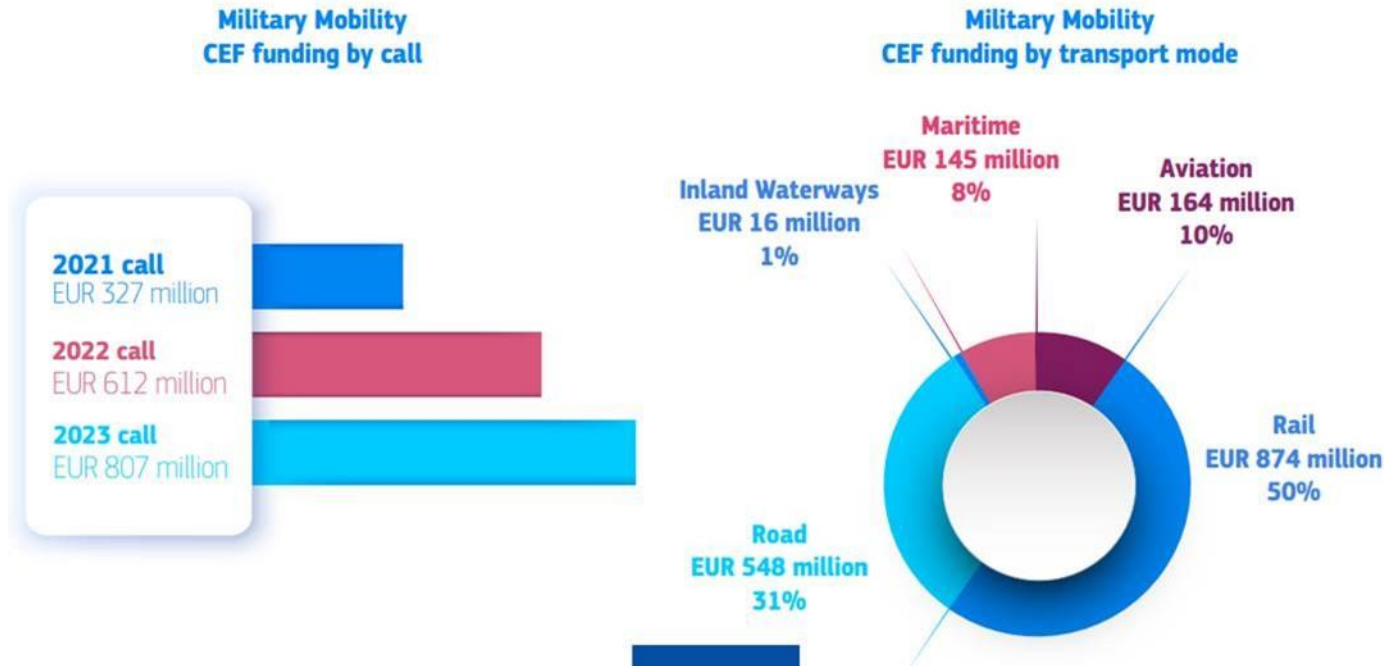 Military Mobility
CEF funding by call
2021 call
EUR 327 million
2022 call
EUR 612 million
2023 call
EUR 807 million
Military Mobility
CEF funding by transport mode
Maritime
EUR 145 million
8%
Aviation
EUR 164 million
10%
Inland Waterways
EUR 16 million
1%
Rail
EUR 874 million
50%
Road
EUR 548 million
31%